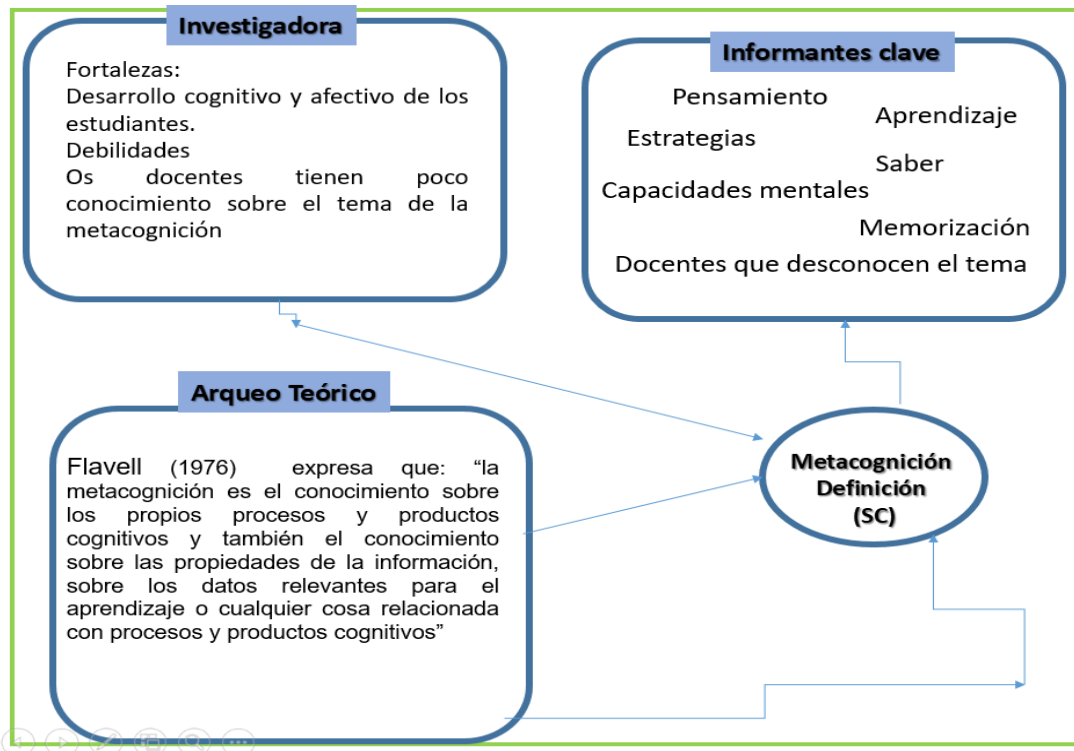 Investigadora
Fortalezas:
Desarrollo cognitivo y afectivo de los
estudiantes.
Debilidades
Os docentes tienen poco
conocimiento sobre el tema de la
metacognición
Informantes clave
Pensamiento
Aprendizaje
Estrategias
Saber
Capacidades mentales
Memorización
Docentes que desconocen el tema
Arqueo Teórico
Flavell (1976) expresa que: “la
metacognición es el conocimiento sobre
los propios procesos y productos
cognitivos y también el conocimiento
sobre las propiedades de la información,
sobre los datos relevantes para el
aprendizaje o cualquier cosa relacionada
con procesos y productos cognitivos”
Metacognición
Definición
(SC)